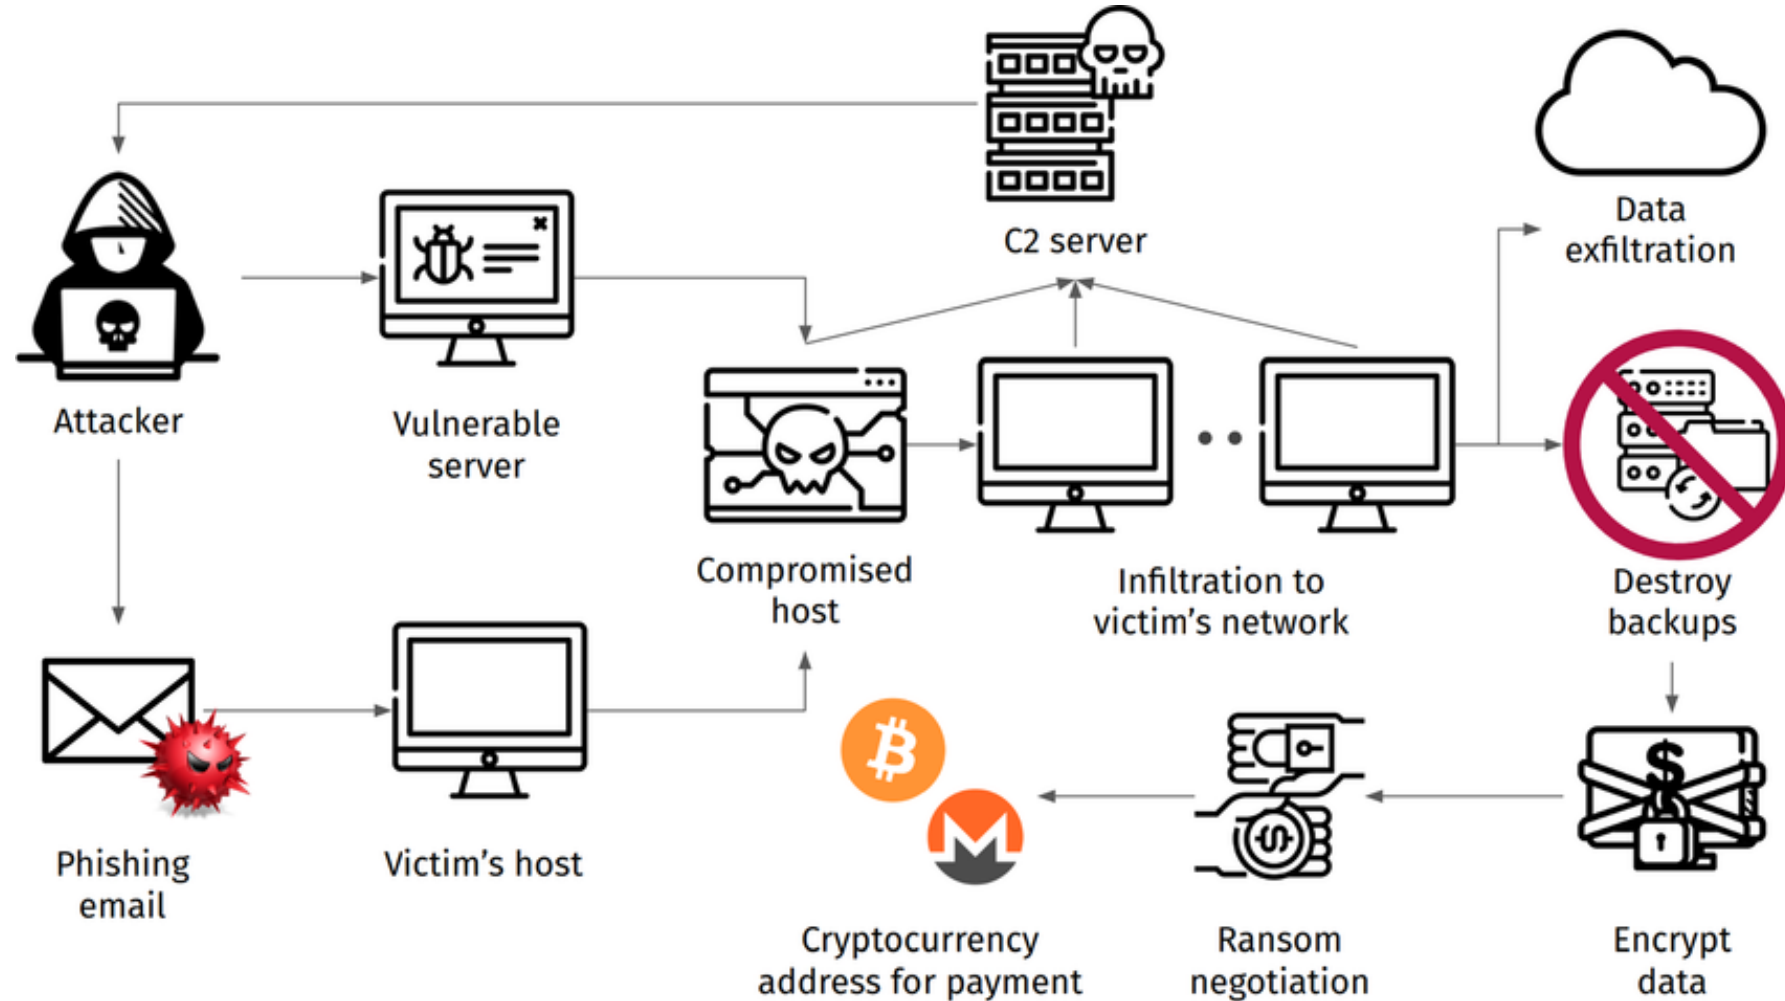 C2 server
Data
exfiltration
Attacker
Vulnerable
server
Compromised
host
Infiltration to
victim's network
Destroy
backups
Phishing
email
Victim's host
Cryptocurrency
address for payment
Ransom
negotiation
Encrypt
data